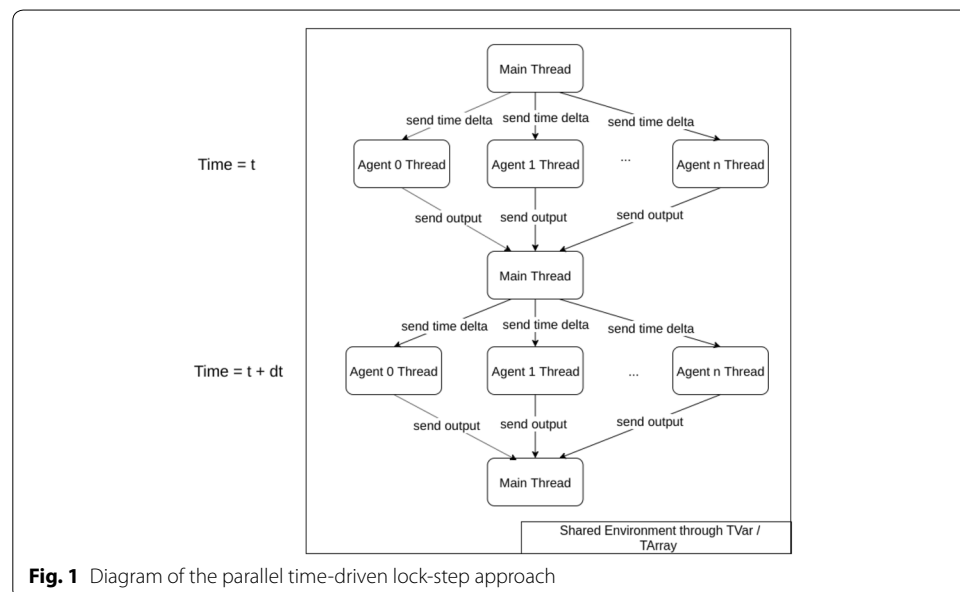 Main Thread
send time delta send time delta send time delta
Time = t
Agent 0 Thread Agent 1 Thread ... Agent n Thread
send output send output send output
Main Thread
send time delta send time delta send time delta
Time = t + dt
Agent 0 Thread Agent 1 Thread ... Agent n Thread
send output send output send output
Main Thread
Shared Environment through TVar /
TArray
Fig. 1 Diagram of the parallel time-driven lock-step approach